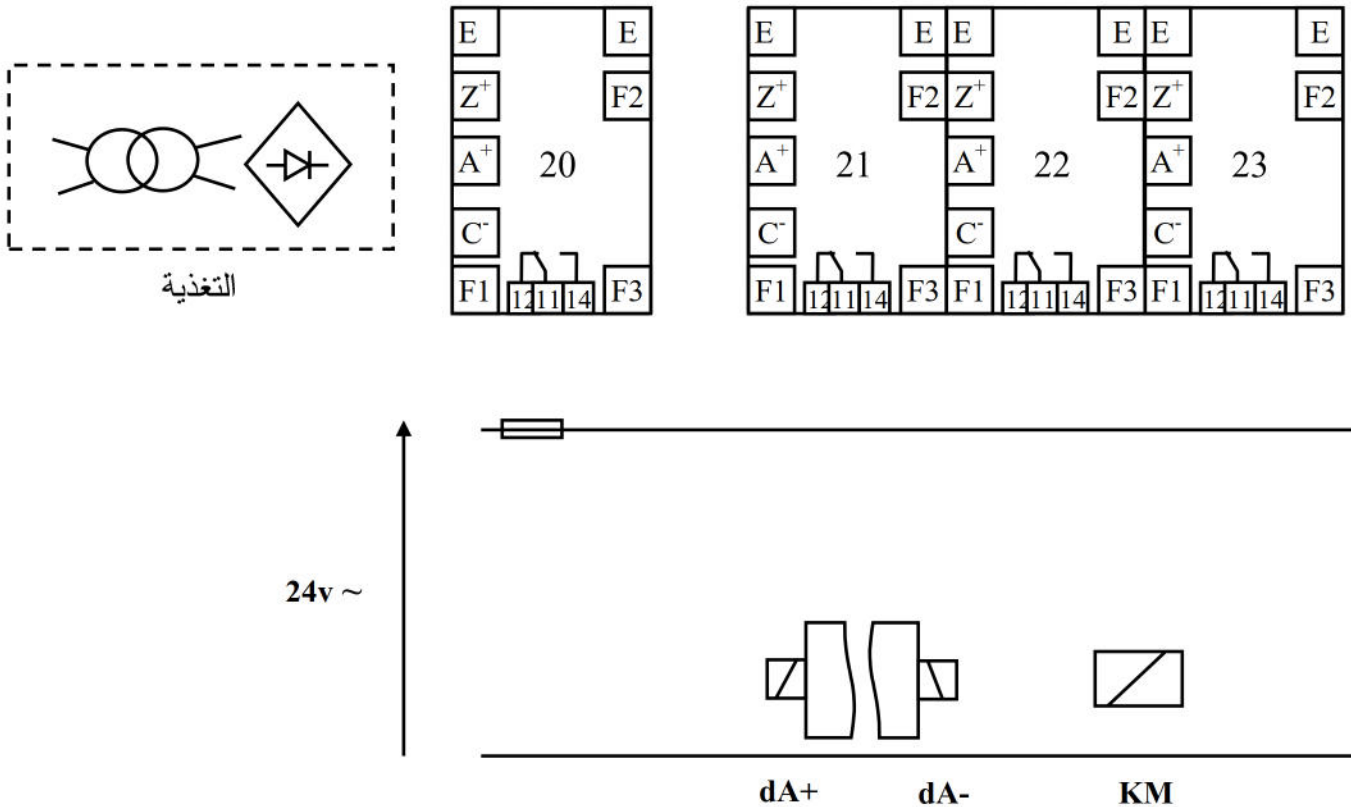 E E E E E E E E
Z⁺ F2 Z⁺ F2 Z⁺ F2 Z⁺ F2
A⁺ 20 A⁺ 21 A⁺ 22 A⁺ 23
C⁻ C⁻ C⁻ C⁻
F1 12 11 14 F3 F1 12 11 14 F3 F1 12 11 14 F3 F1 12 11 14 F3
التغذية
24v ~
dA+ dA- KM